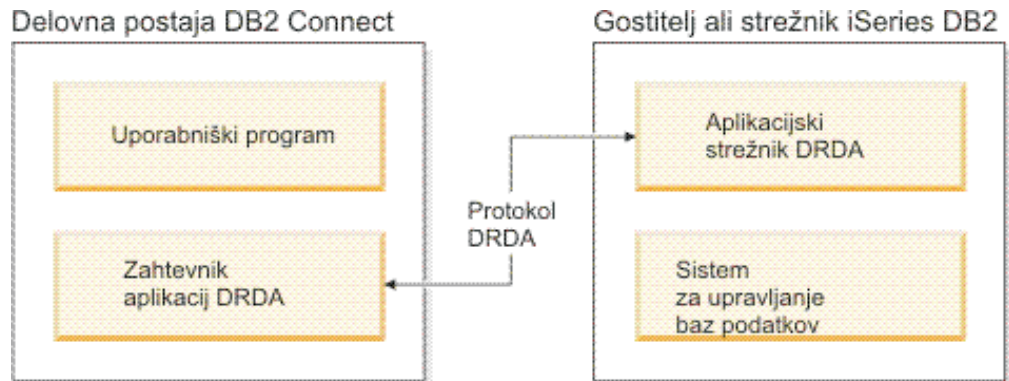 Delovna postaja DB2 Connect
Gostitelj ali strežnik iSeries DB2
Uporabniški program
Aplikacijski
strežnik DRDA
Protokol
DRDA
Zahtevnik
aplikacij DRDA
Sistem
za upravljanje
baz podatkov